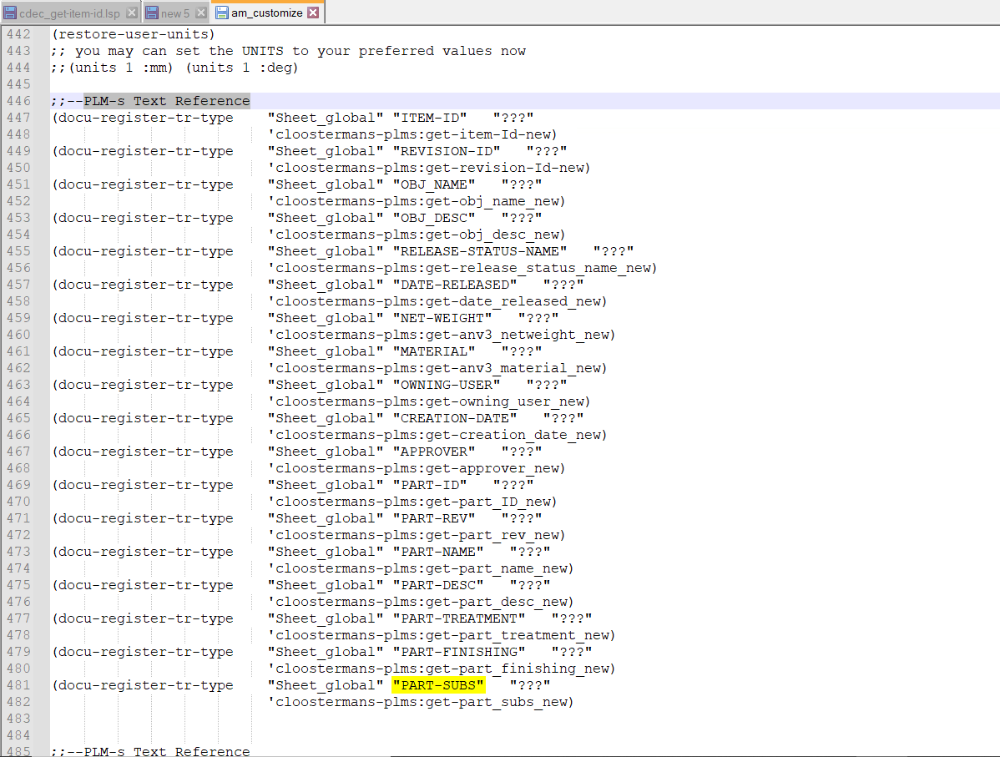 cdec_get-item-id.lsp new 5 am_customize
442 (restore-user-units)
443 ;; you may can set the UNITS to your preferred values now
444 ;;(units 1 :mm) (units 1 :deg)
445
446 ;;--PLM-s Text Reference
447 (docu-register-tr-type "Sheet_global" "ITEM-ID" "???"
448 'cloostermans-plms:get-item-Id-new)
449 (docu-register-tr-type "Sheet_global" "REVISION-ID" "???"
450 'cloostermans-plms:get-revision-Id-new)
451 (docu-register-tr-type "Sheet_global" "OBJ_NAME" "???"
452 'cloostermans-plms:get-obj_name_new)
453 (docu-register-tr-type "Sheet_global" "OBJ_DESC" "???"
454 'cloostermans-plms:get-obj_desc_new)
455 (docu-register-tr-type "Sheet_global" "RELEASE-STATUS-NAME" "???"
456 'cloostermans-plms:get-release_status_name_new)
457 (docu-register-tr-type "Sheet_global" "DATE-RELEASED" "???"
458 'cloostermans-plms:get-date_released_new)
459 (docu-register-tr-type "Sheet_global" "NET-WEIGHT" "???"
460 'cloostermans-plms:get-anv3_netweight_new)
461 (docu-register-tr-type "Sheet_global" "MATERIAL" "???"
462 'cloostermans-plms:get-anv3_material_new)
463 (docu-register-tr-type "Sheet_global" "OWNING-USER" "???"
464 'cloostermans-plms:get-owning_user_new)
465 (docu-register-tr-type "Sheet_global" "CREATION-DATE" "???"
466 'cloostermans-plms:get-creation_date_new)
467 (docu-register-tr-type "Sheet_global" "APPROVER" "???"
468 'cloostermans-plms:get-approver_new)
469 (docu-register-tr-type "Sheet_global" "PART-ID" "???"
470 'cloostermans-plms:get-part_ID_new)
471 (docu-register-tr-type "Sheet_global" "PART-REV" "???"
472 'cloostermans-plms:get-part_rev_new)
473 (docu-register-tr-type "Sheet_global" "PART-NAME" "???"
474 'cloostermans-plms:get-part_name_new)
475 (docu-register-tr-type "Sheet_global" "PART-DESC" "???"
476 'cloostermans-plms:get-part_desc_new)
477 (docu-register-tr-type "Sheet_global" "PART-TREATMENT" "???"
478 'cloostermans-plms:get-part_treatment_new)
479 (docu-register-tr-type "Sheet_global" "PART-FINISHING" "???"
480 'cloostermans-plms:get-part_finishing_new)
481 (docu-register-tr-type "Sheet_global" "PART-SUBS" "???"
482 'cloostermans-plms:get-part_subs_new)
483
484
485 ;;--PLM-s Text Reference